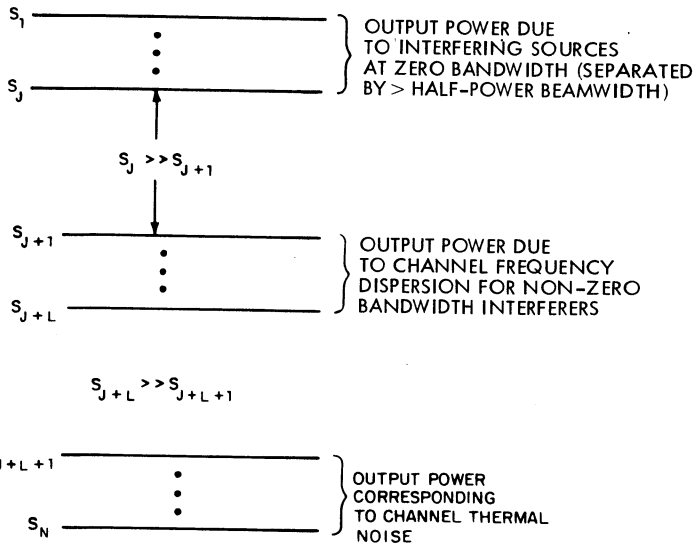 S1
OUTPUT POWER DUE
TO INTERFERING SOURCES
AT ZERO BANDWIDTH (SEPARATED
BY > HALF-POWER BEAMWIDTH)
SJ
SJ >> SJ+1
SJ+1
OUTPUT POWER DUE
TO CHANNEL FREQUENCY
DISPERSION FOR NON-ZERO
BANDWIDTH INTERFERERS
SJ+L
SJ+L >> SJ+L+1
J+L+1
OUTPUT POWER
CORRESPONDING
TO CHANNEL THERMAL
NOISE
SN